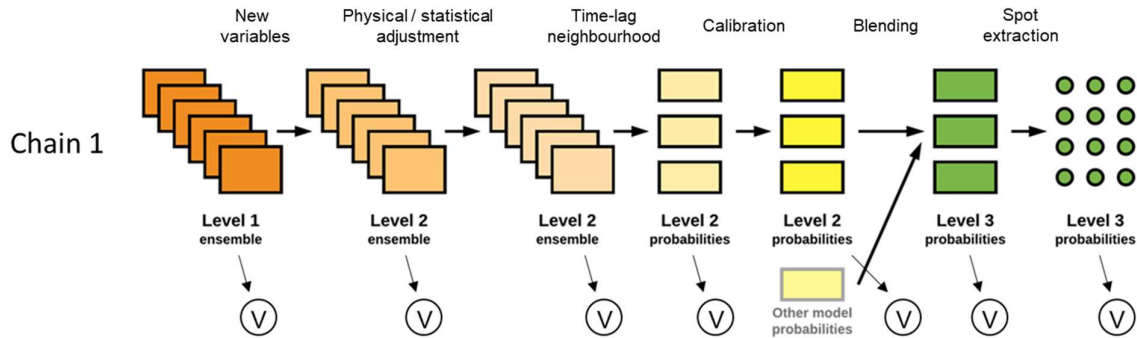 New
variables
Physical / statistical
adjustment
Time-lag
neighbourhood
Calibration
Blending
Spot
extraction
Chain 1
Level 1
ensemble
Level 2
ensemble
Level 2
ensemble
Level 2
probabilities
Level 2
probabilities
Level 3
probabilities
Level 3
probabilities
Other model
probabilities
V
V
V
V
V
V
V